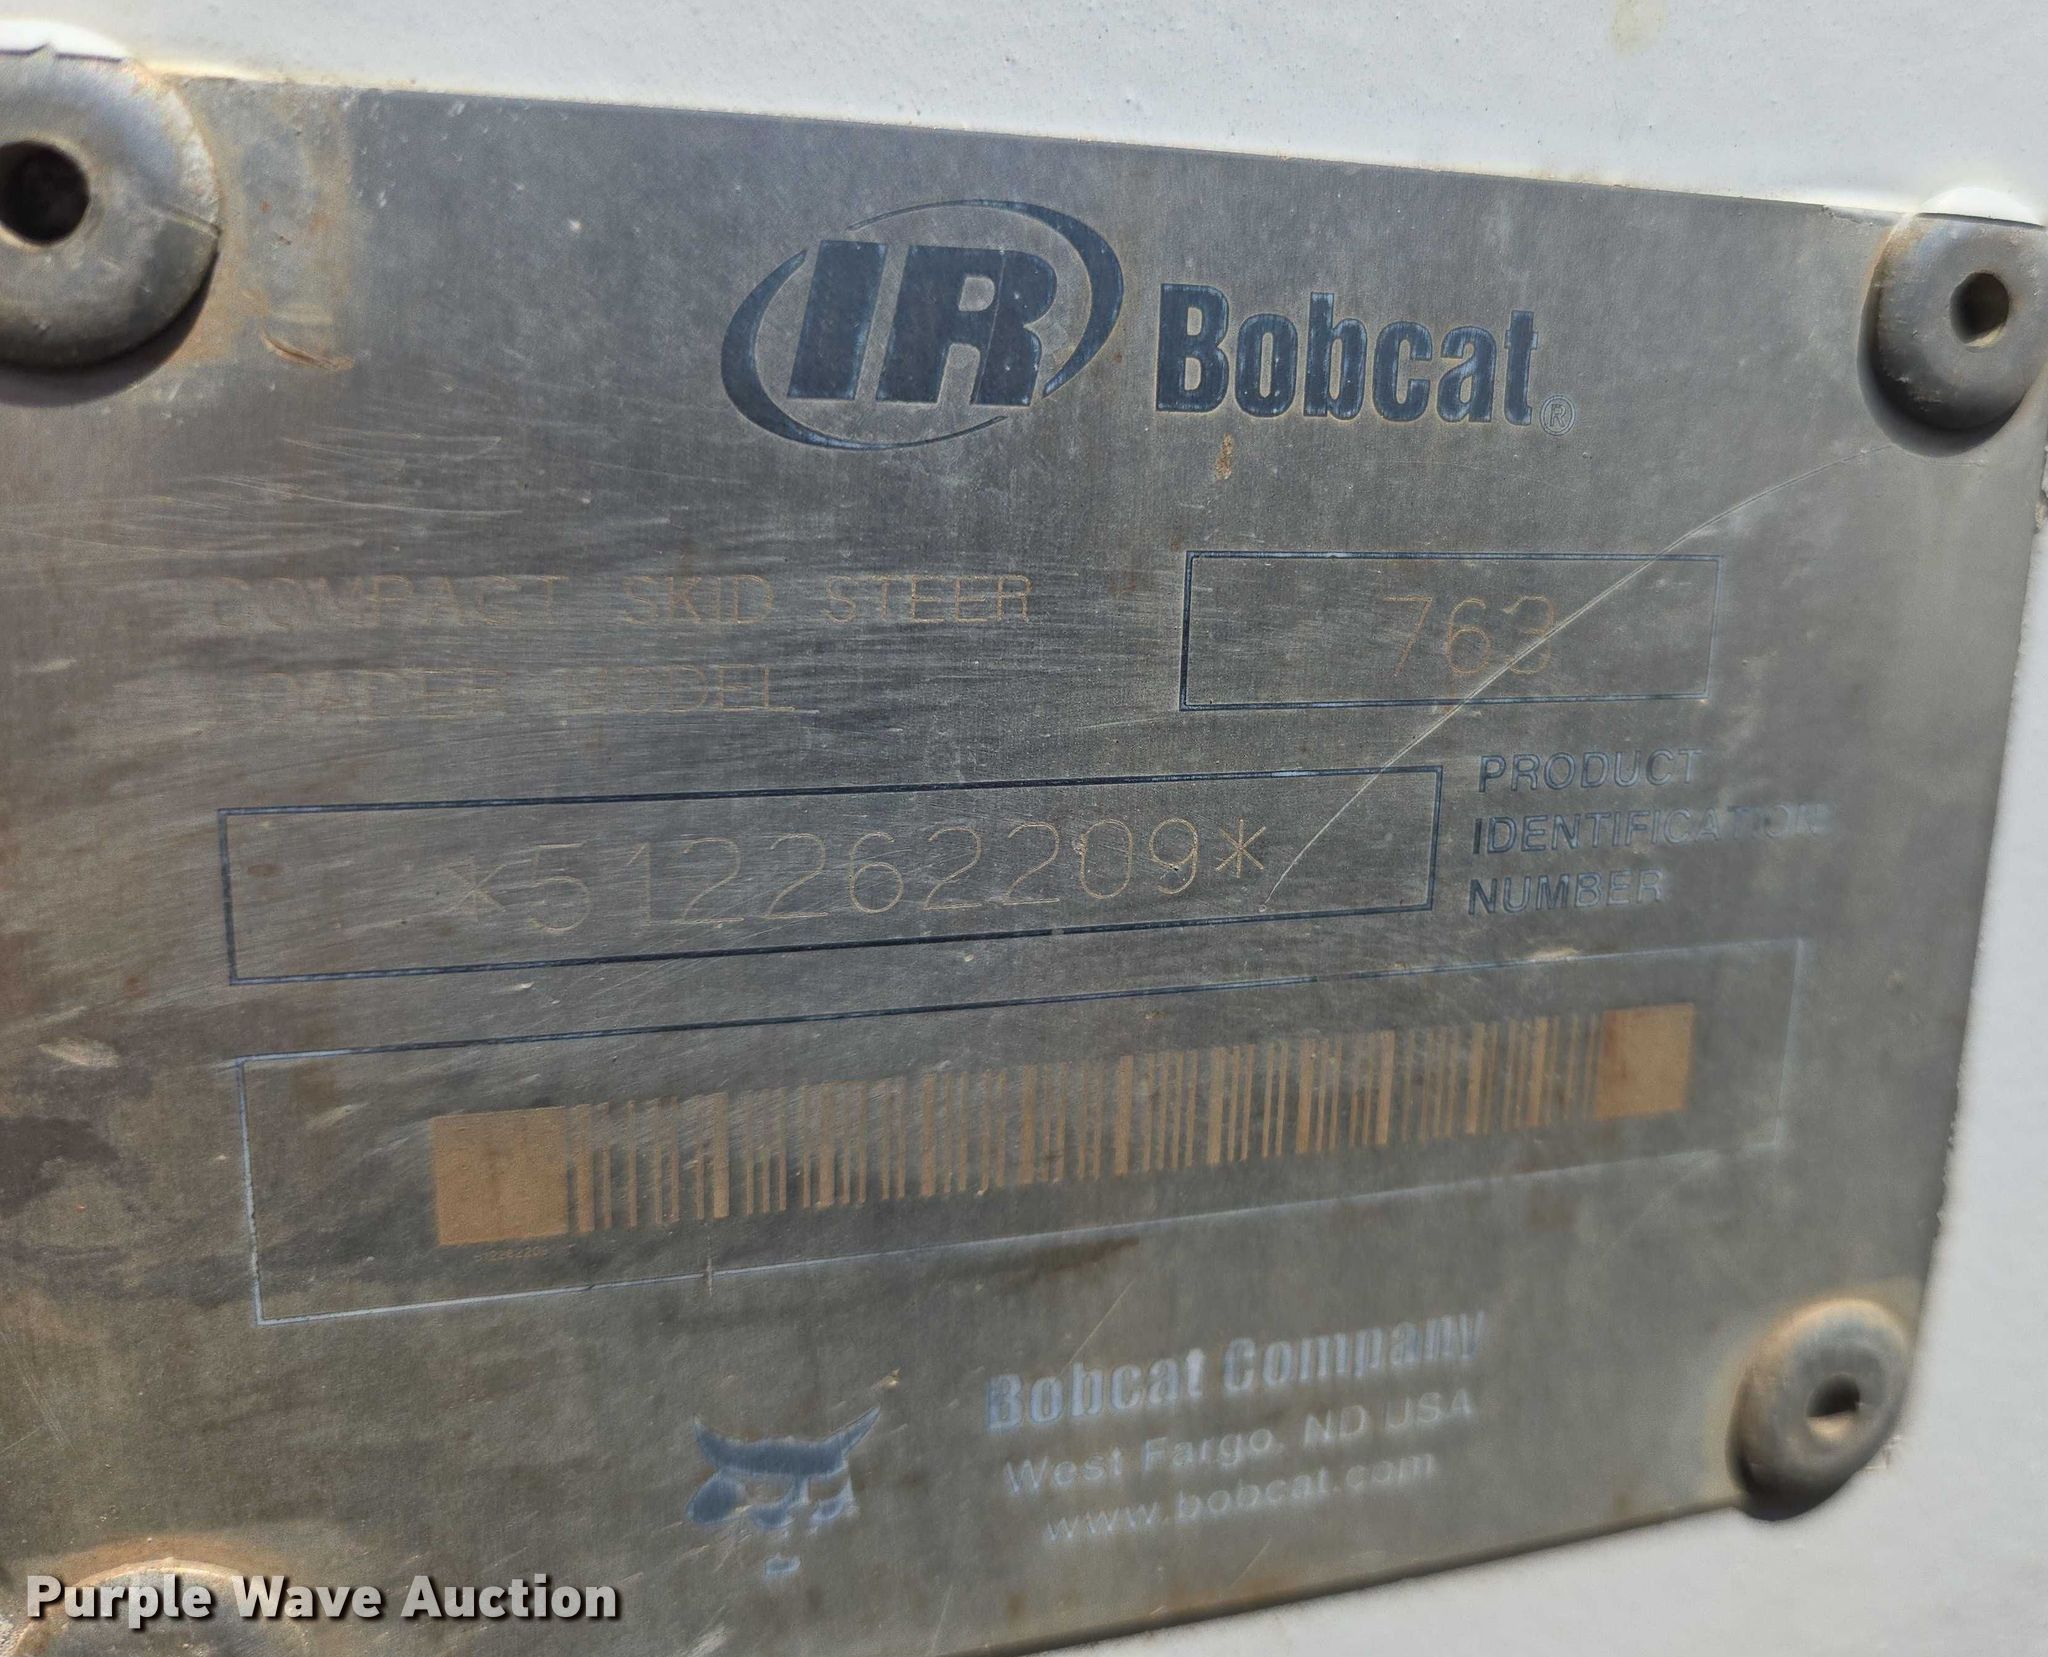 IR Bobcat®
COMPACT SKID STEER
LOADER MODEL
763
*512262209*
PRODUCT
IDENTIFICATION
NUMBER
512262209
Bobcat Company
West Fargo, ND USA
www.bobcat.com
Purple Wave Auction